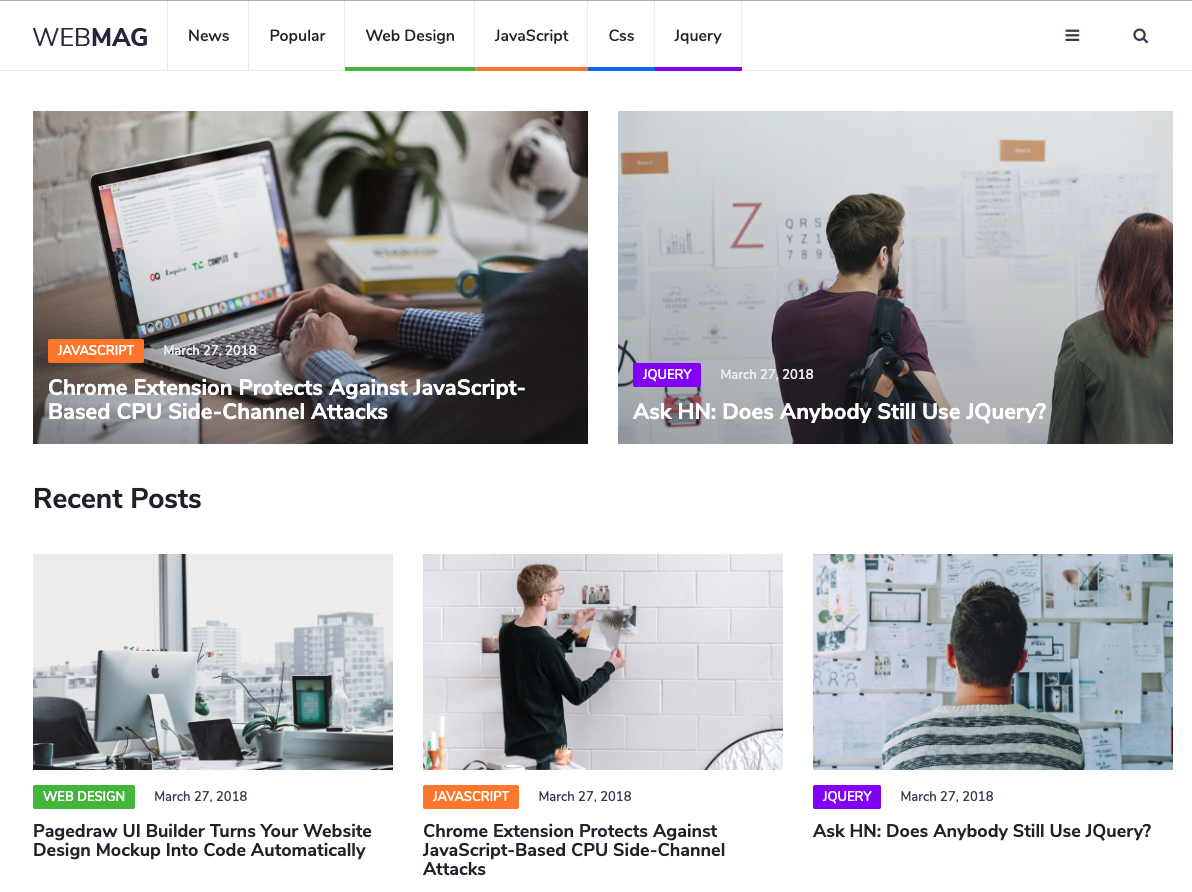 WEBMAG
News
Popular
Web Design
JavaScript
Css
Jquery
Team C
Z
QRS
YZ1
789
JAVASCRIPT
March 27, 2018
Chrome Extension Protects Against JavaScript-
Based CPU Side-Channel Attacks
JQUERY
March 27, 2018
Ask HN: Does Anybody Still Use JQuery?
Recent Posts
WEB DESIGN
March 27, 2018
Pagedraw UI Builder Turns Your Website
Design Mockup Into Code Automatically
JAVASCRIPT
March 27, 2018
Chrome Extension Protects Against
JavaScript-Based CPU Side-Channel
Attacks
JQUERY
March 27, 2018
Ask HN: Does Anybody Still Use JQuery?